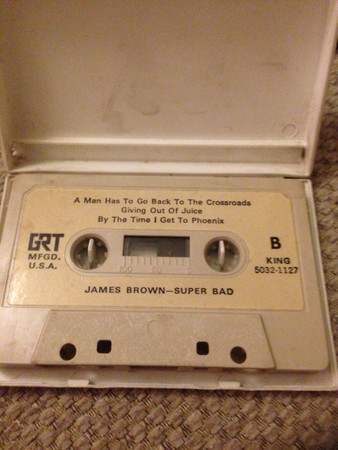 A Man Has To Go Back To The Crossroads
Giving Out Of Juice
By The Time I Get To Phoenix
GRT
MFGD.
U.S.A.
B
KING
5032-1127
JAMES BROWN—SUPER BAD